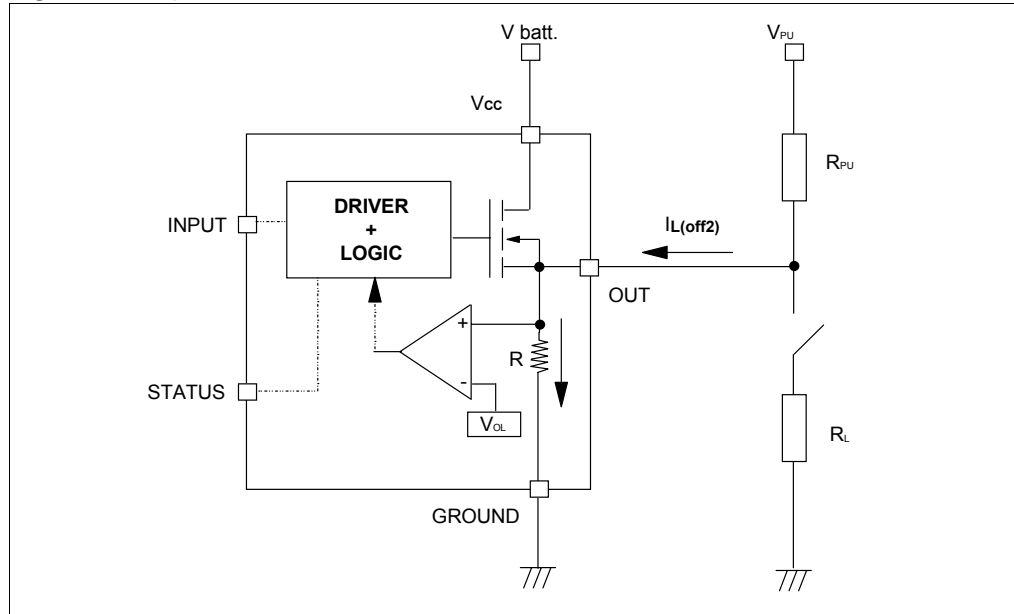 V batt.
VPU
Vcc
RPU
DRIVER
+
LOGIC
INPUT
IL(off2)
OUT
+
R
-
STATUS
VOL
RL
GROUND